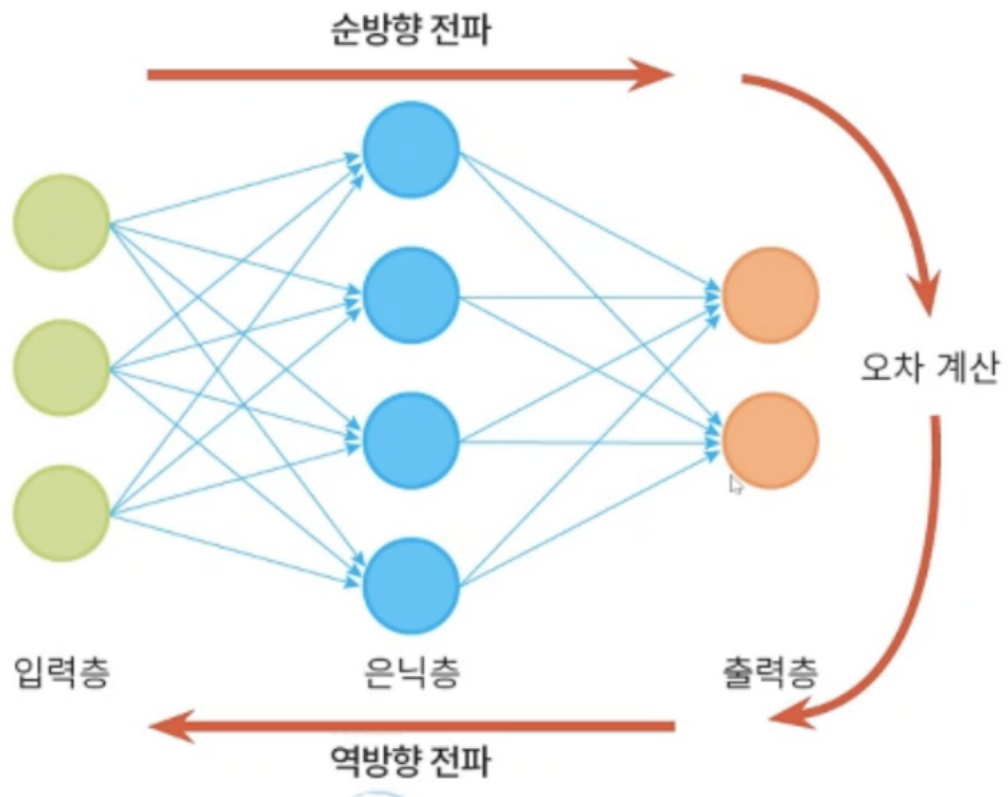 순방향 전파
오차 계산
입력층
은닉층
출력층
역방향 전파